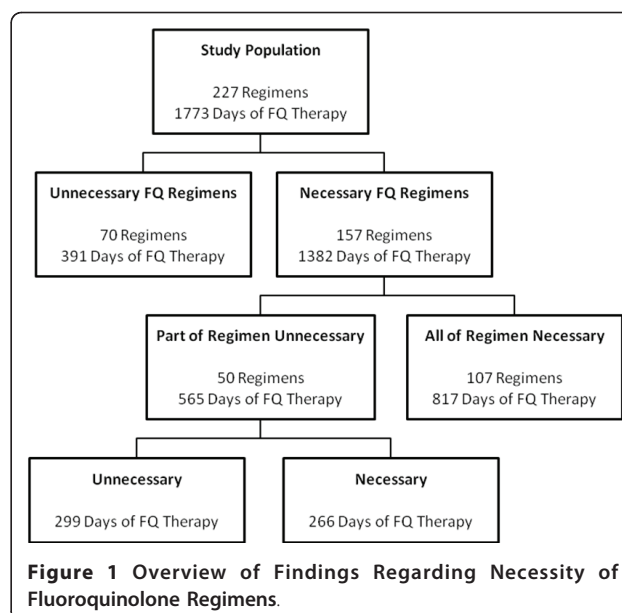 Study Population
227 Regimens
1773 Days of FQ Therapy
Unnecessary FQ Regimens
70 Regimens
391 Days of FQ Therapy
Necessary FQ Regimens
157 Regimens
1382 Days of FQ Therapy
Part of Regimen Unnecessary
50 Regimens
565 Days of FQ Therapy
All of Regimen Necessary
107 Regimens
817 Days of FQ Therapy
Unnecessary
299 Days of FQ Therapy
Necessary
266 Days of FQ Therapy
Figure 1 Overview of Findings Regarding Necessity of
Fluoroquinolone Regimens.